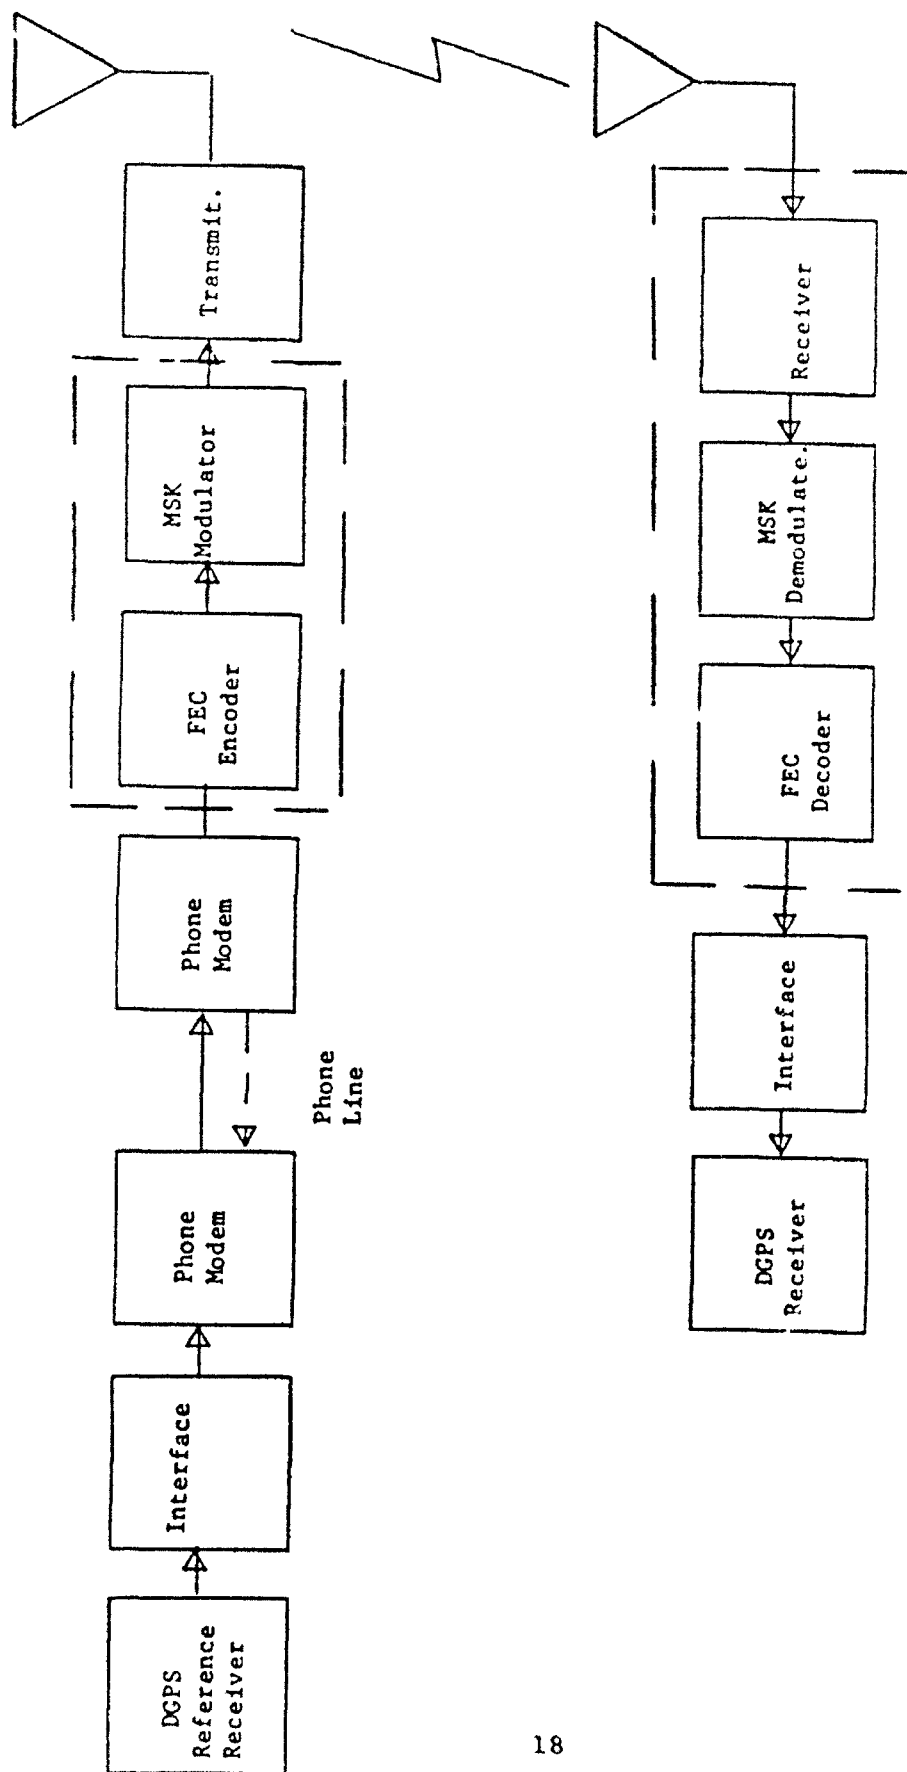 DGPS
Reference
Receiver
Interface
Phone
Modem
Phone
Line
Phone
Modem
FEC
Encoder
MSK
Modulator
Transmit.
DGPS
Receiver
Interface
FEC
Decoder
MSK
Demodulate.
Receiver
18